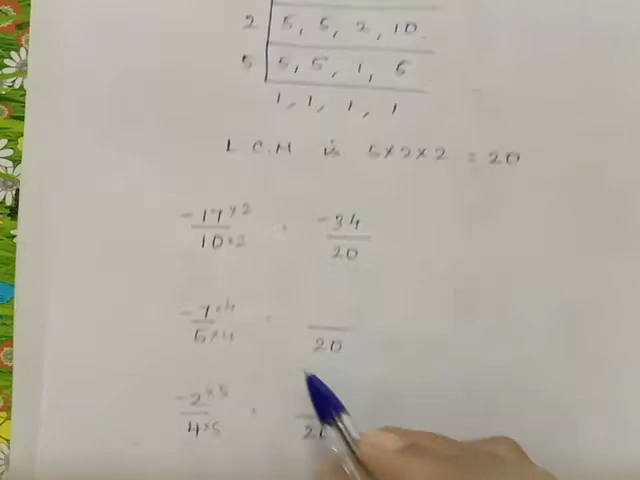 2 | 5, 5, 2, 10
5 | 5, 5, 1, 5
1, 1, 1, 1
L C.M is 5×2×2 = 20
-17×2/10×2 = -34/20
-7×4/5×4 = /20
-2×5/4×5 =